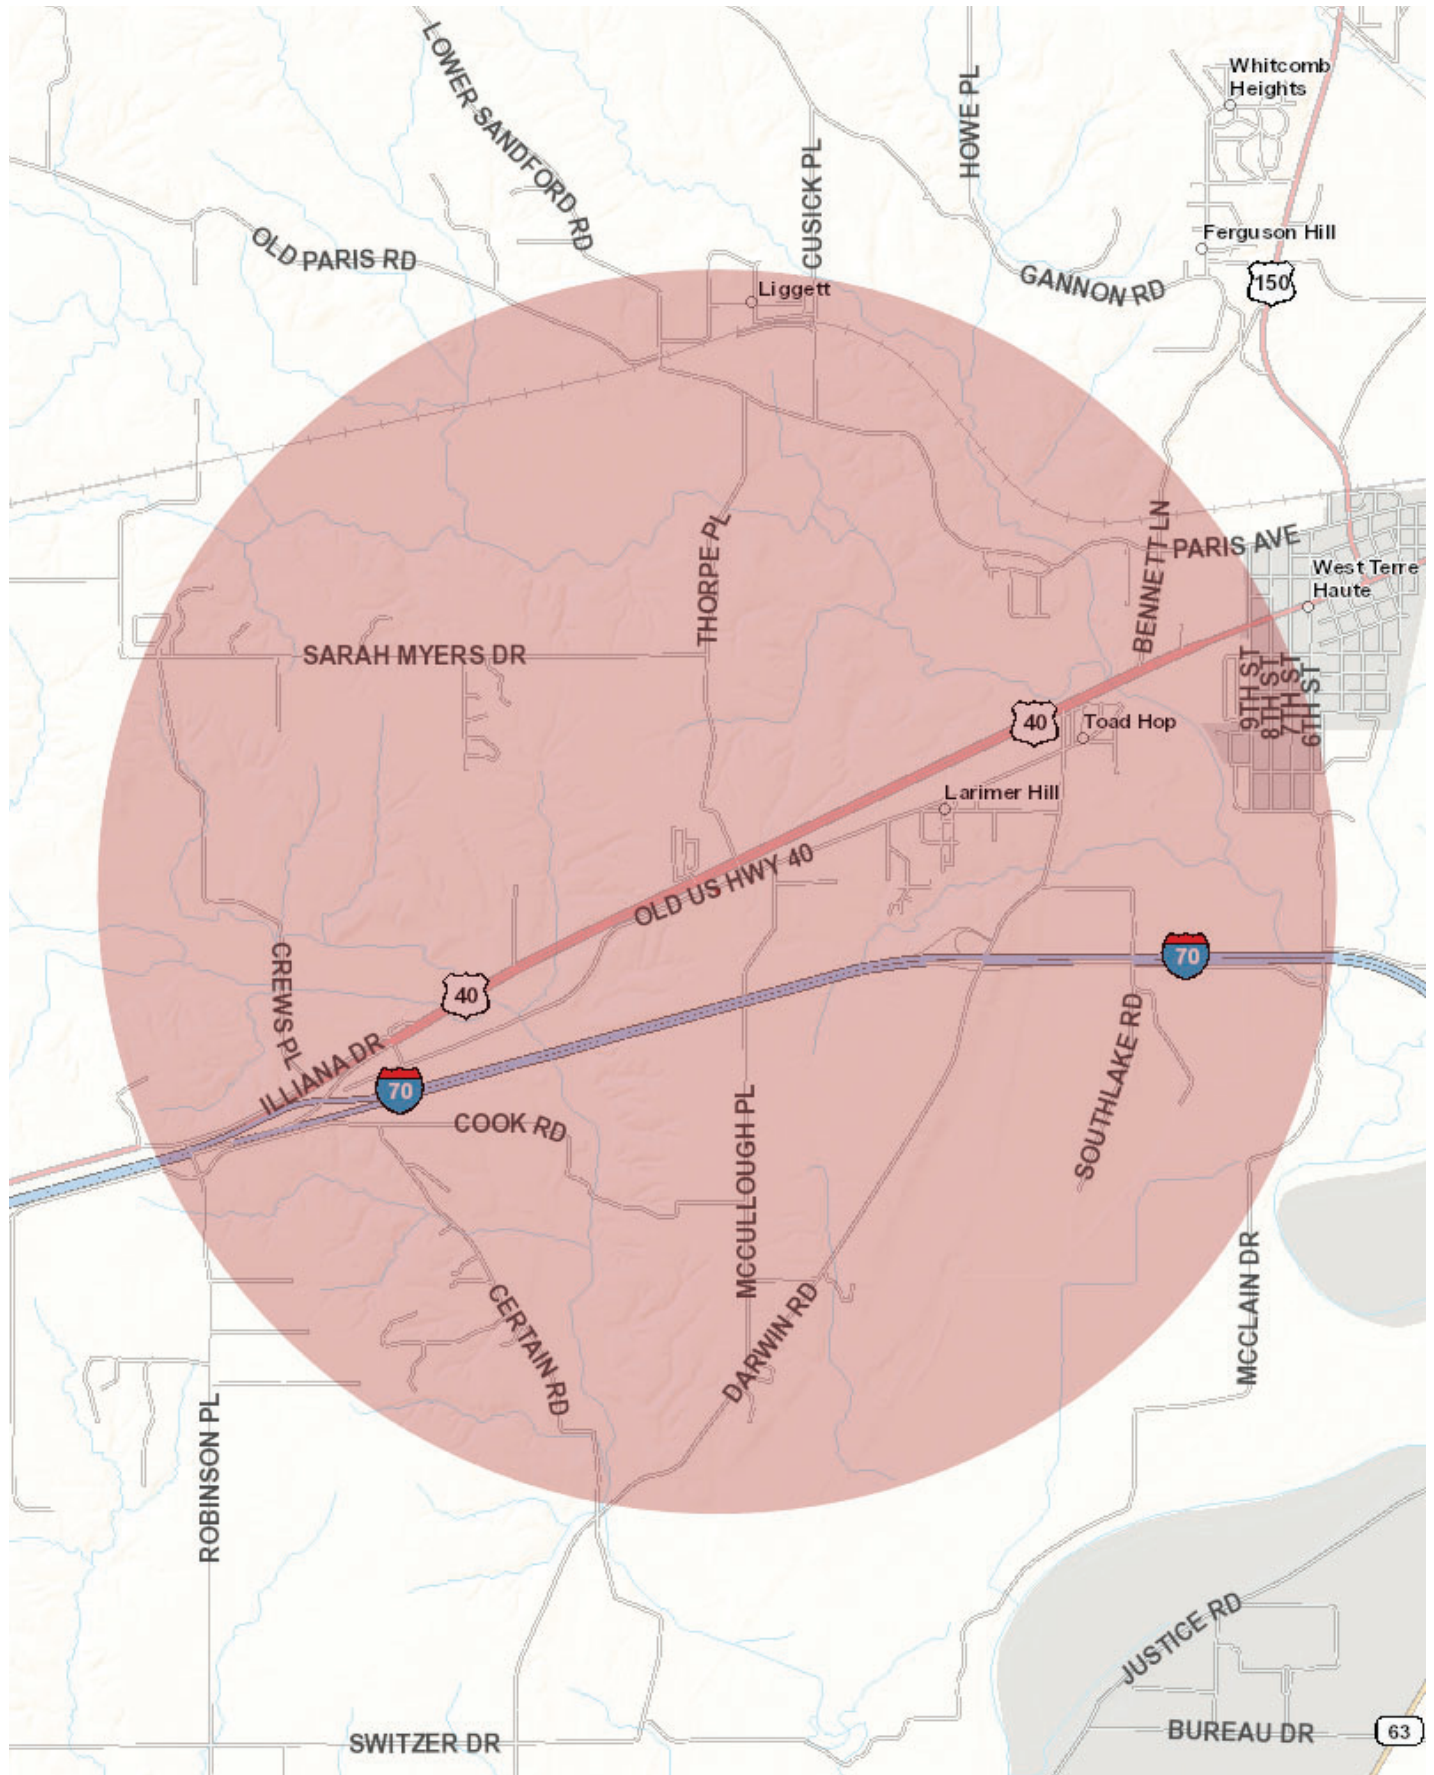 LOWER SANDFORD RD
HOWE PL
Whitcomb
Heights
CUSICK PL
OLD PARIS RD
Ferguson Hill
GANNON RD
150
Liggett
THORPE PL
BENNETT LN
PARIS AVE
West Terre
Haute
SARAH MYERS DR
9TH ST
8TH ST
7TH ST
6TH ST
40
Toad Hop
Larimer Hill
OLD US HWY 40
CREWS PL
40
70
ILLIANA DR
70
SOUTHLAKE RD
COOK RD
MCCULLOUGH PL
MCCLAIN DR
CERTAIN RD
DARWIN RD
ROBINSON PL
JUSTICE RD
SWITZER DR
BUREAU DR
63